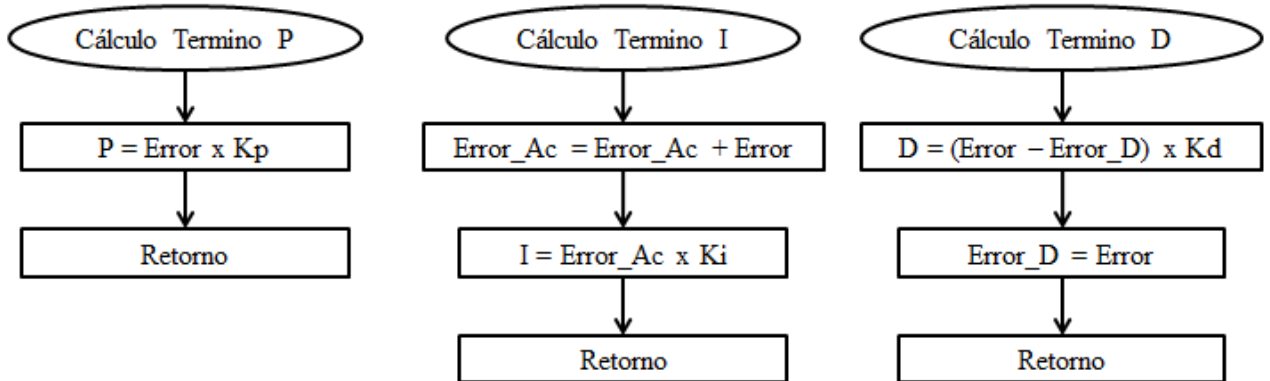 Cálculo Termino P
P = Error x Kp
Retorno
Cálculo Termino I
Error_Ac = Error_Ac + Error
I = Error_Ac x Ki
Retorno
Cálculo Termino D
D = (Error – Error_D) x Kd
Error_D = Error
Retorno